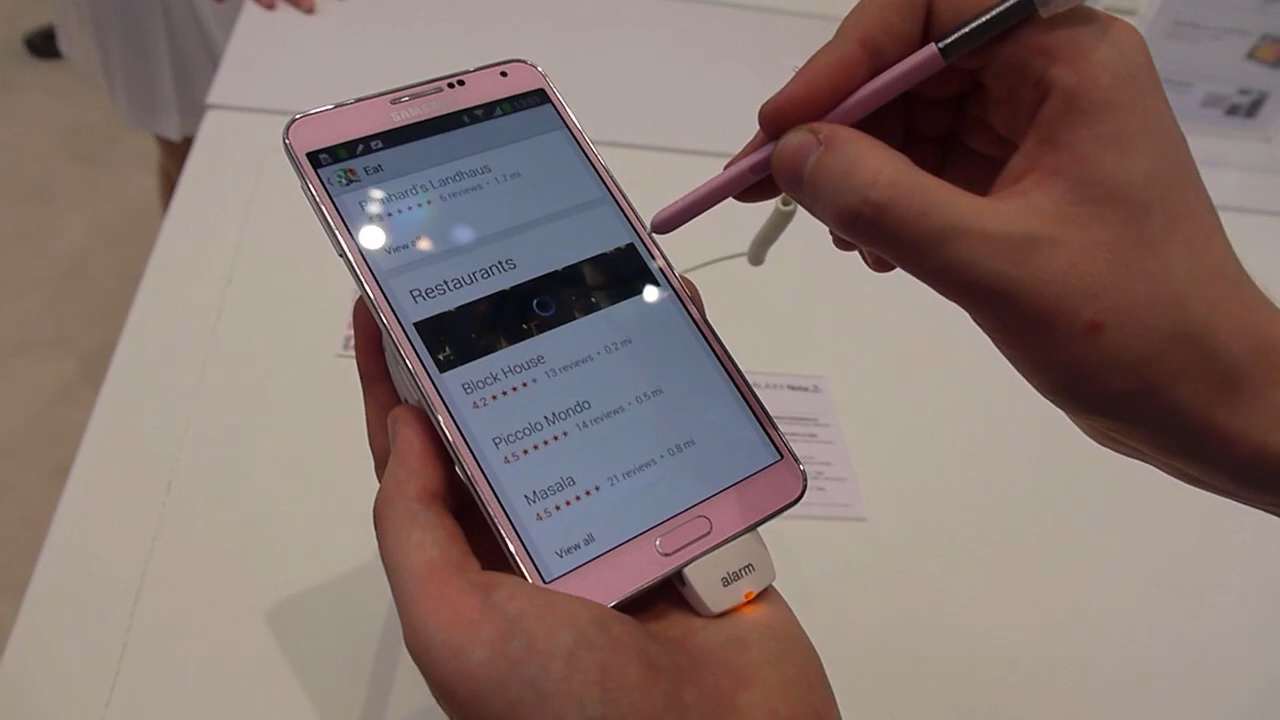 SAMSUNG
Eat
Landhaus
6 reviews • 1.2 mi
View all
Restaurants
Block House
4.2 ★★★★★ 13 reviews • 0.2 mi
Piccolo Mondo
4.5 ★★★★★ 14 reviews • 0.5 mi
Masala
4.5 ★★★★★ 21 reviews • 0.8 mi
View all
alarm